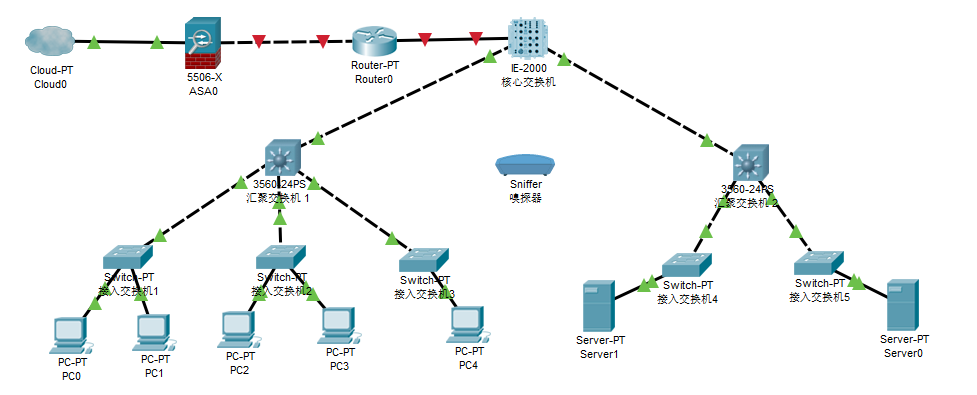 Cloud-PT
Cloud0
5506-X
ASA0
Router-PT
Router0
IE-2000
核心交换机
3560-24PS
汇聚交换机 1
Sniffer
嗅探器
3560-24PS
汇聚交换机 2
Switch-PT
接入交换机1
Switch-PT
接入交换机2
Switch-PT
接入交换机3
Switch-PT
接入交换机4
Switch-PT
接入交换机5
PC-PT
PC0
PC-PT
PC1
PC-PT
PC2
PC-PT
PC3
PC-PT
PC4
Server-PT
Server1
Server-PT
Server0